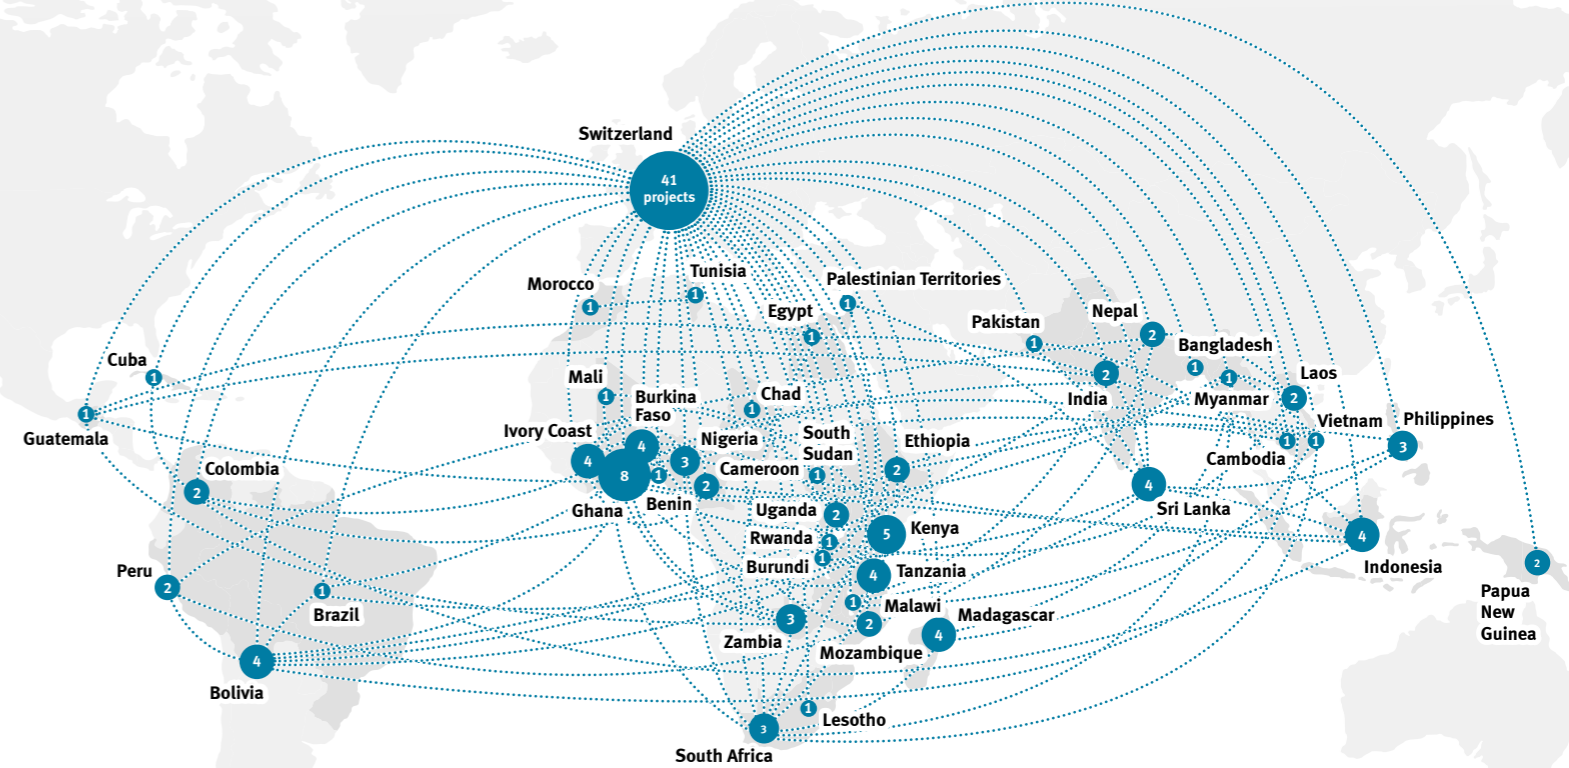 Switzerland
41
projects
Morocco
1
Tunisia
1
Palestinian Territories
1
Egypt
1
Pakistan
1
Nepal
2
Bangladesh
1
India
2
Myanmar
1
Laos
2
Vietnam
1
Cambodia
1
Philippines
3
Cuba
1
Guatemala
1
Mali
1
Burkina
Faso
4
Chad
1
Ivory Coast
4
Ghana
8
Benin
1
Nigeria
3
Cameroon
2
South
Sudan
1
Ethiopia
2
Colombia
2
Sri Lanka
4
Uganda
2
Rwanda
1
Burundi
1
Kenya
5
Tanzania
4
Indonesia
4
Papua
New
Guinea
2
Peru
2
Brazil
1
Bolivia
4
Malawi
1
Zambia
3
Mozambique
2
Madagascar
4
Lesotho
1
South Africa
3